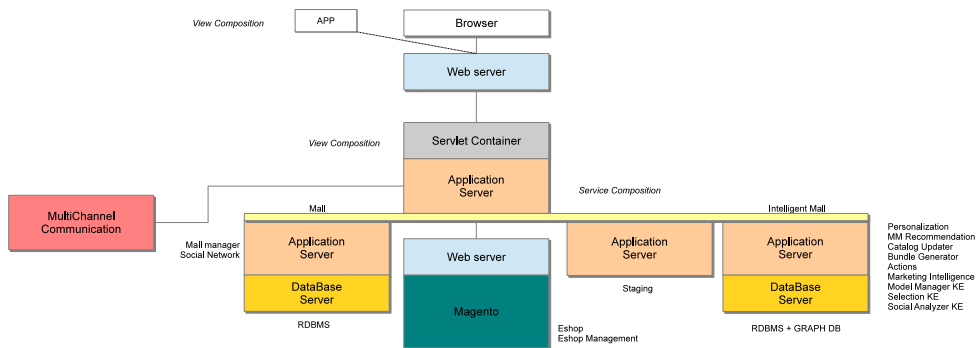 View Composition
APP
Browser
Web server
Servlet Container
View Composition
Application
Server
Service Composition
MultiChannel
Communication
Mall
Intelligent Mall
Mall manager
Social Network
Application
Server
DataBase
Server
RDBMS
Web server
Magento
Eshop
Eshop Management
Application
Server
Staging
Application
Server
DataBase
Server
RDBMS + GRAPH DB
Personalization
MM Recommendation
Catalog Updater
Bundle Generator
Actions
Marketing Intelligence
Model Manager KE
Selection KE
Social Analyzer KE